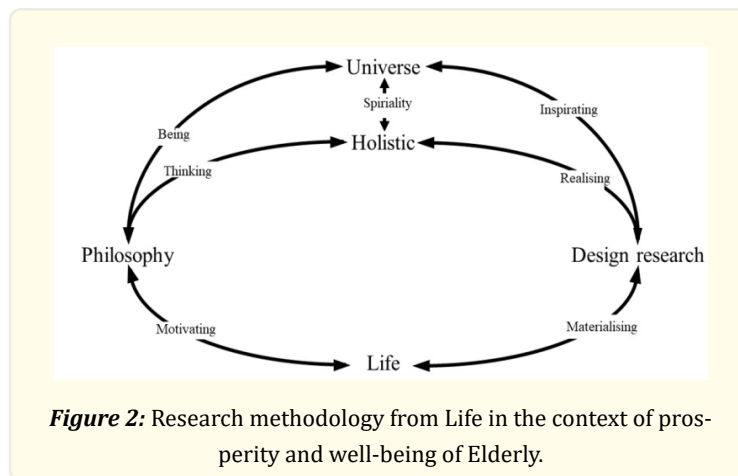 Universe
Spiriality
Inspirating
Being
Holistic
Thinking
Realising
Philosophy
Design research
Motivating
Materialising
Life
Figure 2: Research methodology from Life in the context of pros-
perity and well-being of Elderly.